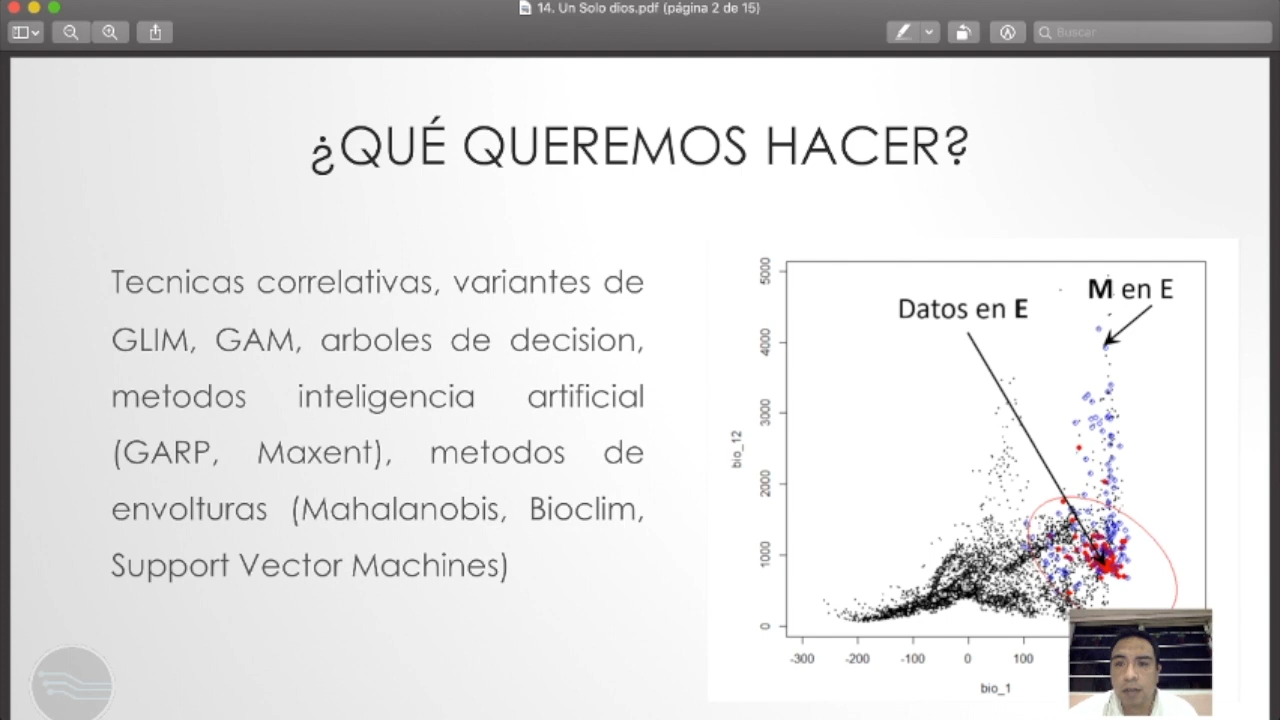 14. Un Solo dios.pdf (página 2 de 15)
Buscar
¿QUÉ QUEREMOS HACER?
Tecnicas correlativas, variantes de
GLIM, GAM, arboles de decision,
metodos inteligencia artificial
(GARP, Maxent), metodos de
envolturas (Mahalanobis, Bioclim,
Support Vector Machines)
Datos en E
M en E
bio_12
5000
4000
3000
2000
1000
0
-300
-200
-100
0
100
bio_1